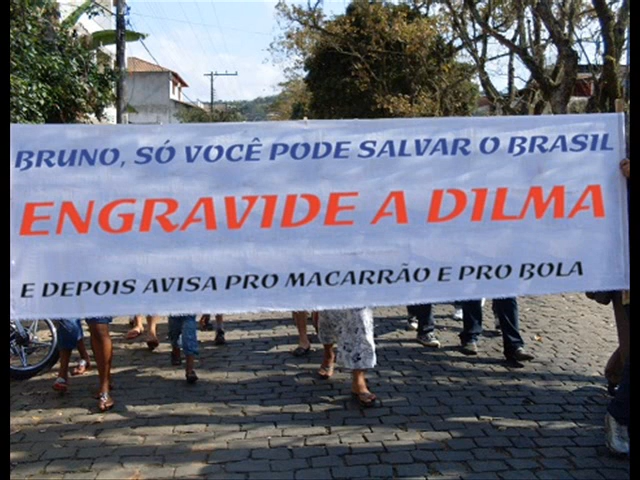 BRUNO, SÓ VOCÊ PODE SALVAR O BRASIL
ENGRAVIDE A DILMA
E DEPOIS AVISA PRO MACARRÃO E PRO BOLA